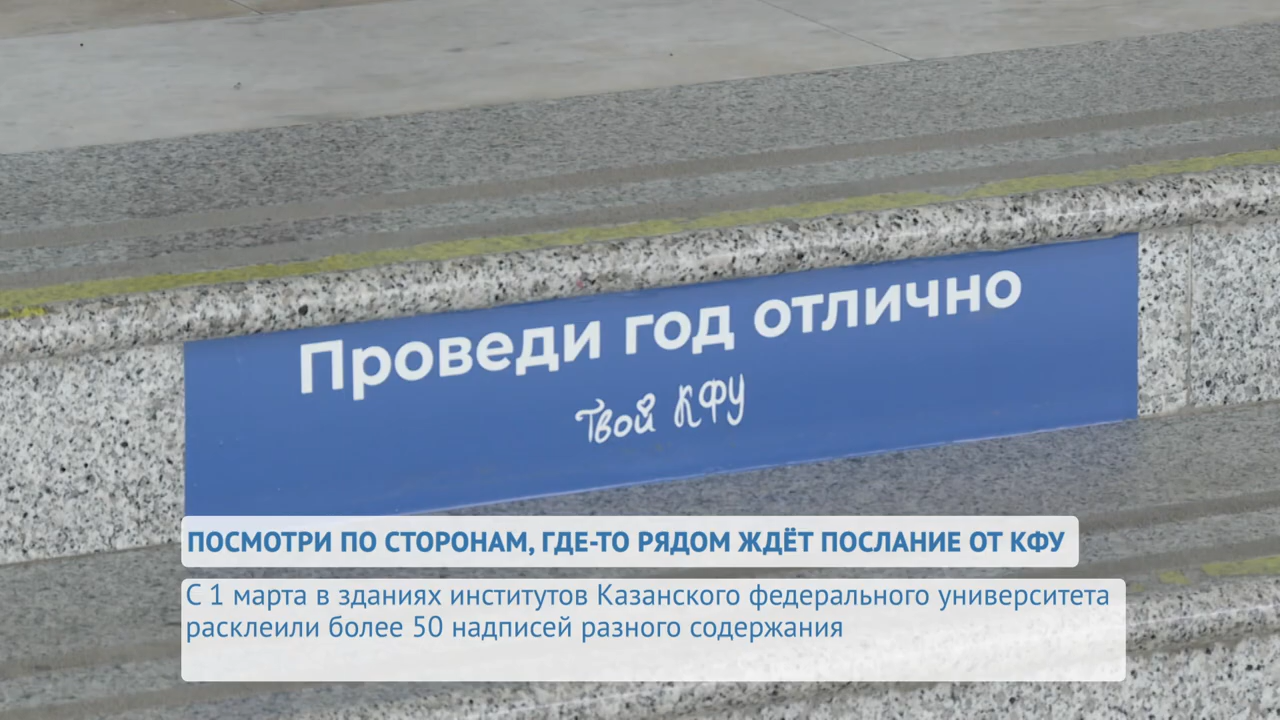 Проведи год отлично
Твой КФУ
ПОСМОТРИ ПО СТОРОНАМ, ГДЕ-ТО РЯДОМ ЖДЁТ ПОСЛАНИЕ ОТ КФУ
С 1 марта в зданиях институтов Казанского федерального университета
расклеили более 50 надписей разного содержания